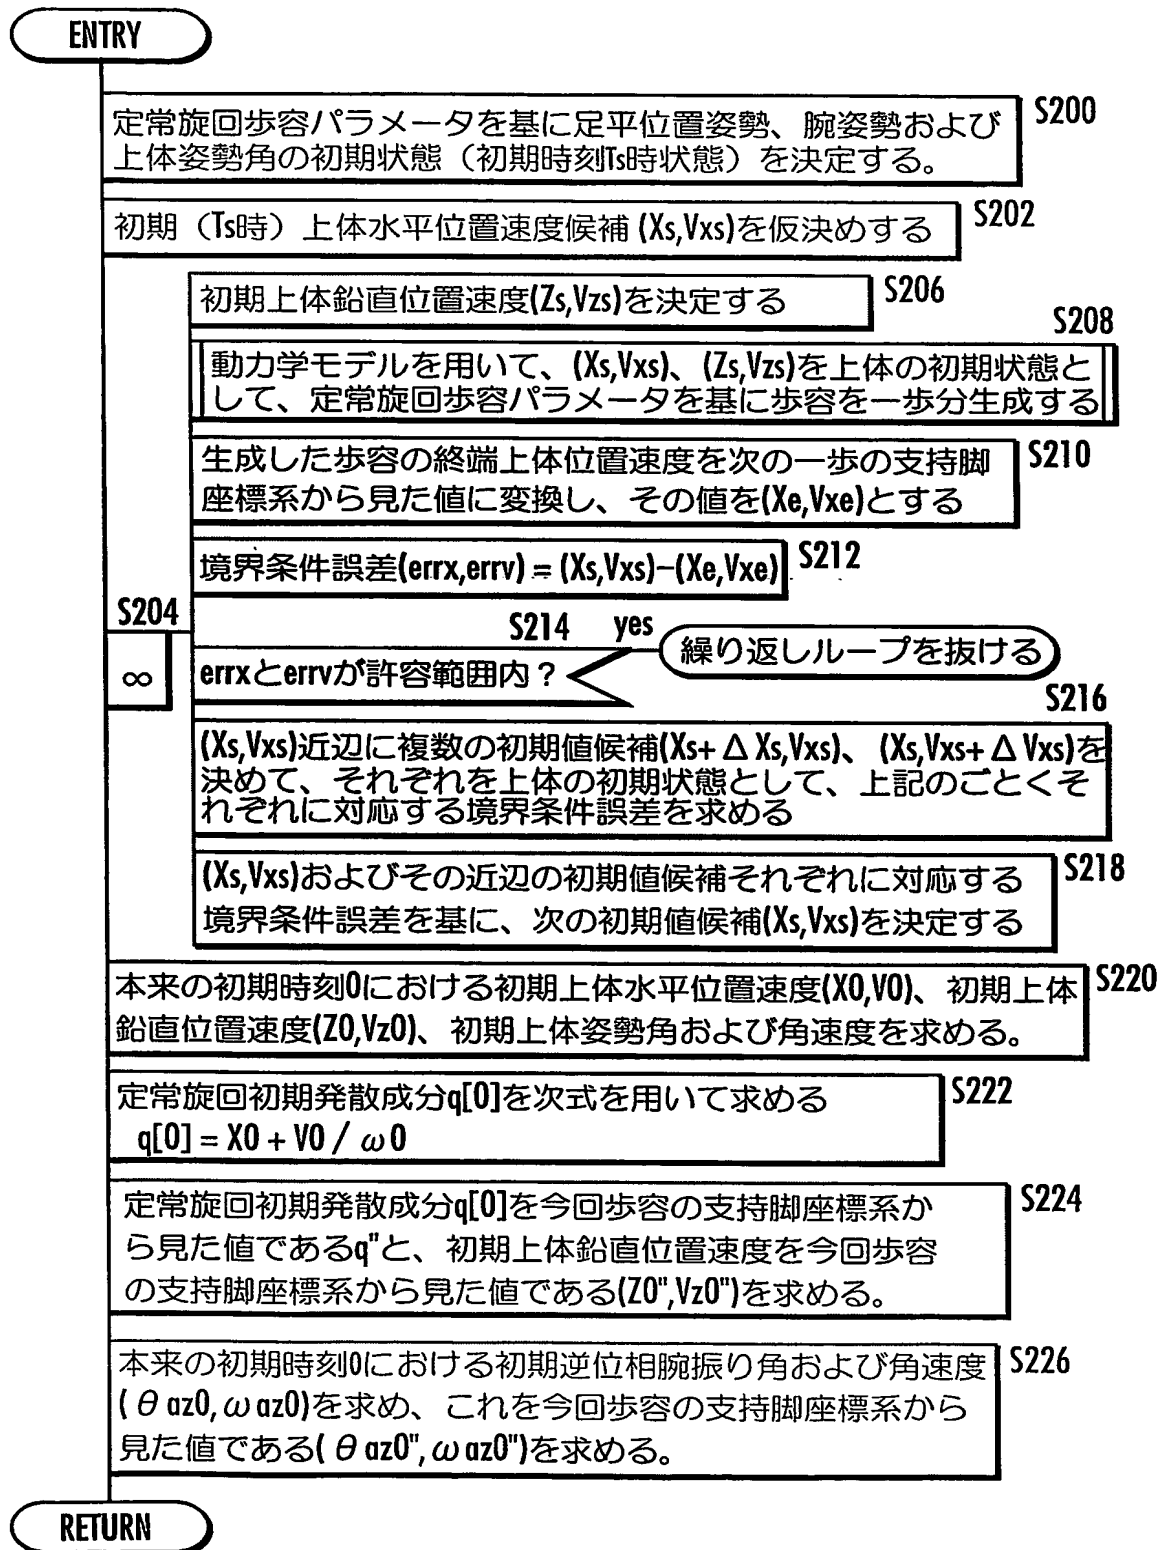 ENTRY
S200
定常旋回歩容パラメータを基に足平位置姿勢、腕姿勢および
上体姿勢角の初期状態（初期時刻Ts時状態）を決定する。
S202
初期（Ts時）上体水平位置速度候補 (Xs,Vxs)を仮決めする
S206
初期上体鉛直位置速度(Zs,Vzs)を決定する
S208
動力学モデルを用いて、(Xs,Vxs)、(Zs,Vzs)を上体の初期状態と
して、定常旋回歩容パラメータを基に歩容を一歩分生成する
S210
生成した歩容の終端上体位置速度を次の一歩の支持脚
座標系から見た値に変換し、その値を(Xe,Vxe)とする
S212
境界条件誤差(errx,errv) = (Xs,Vxs)−(Xe,Vxe)
S204
∞
S214 yes
errxとerrvが許容範囲内？
繰り返しループを抜ける
S216
(Xs,Vxs)近辺に複数の初期値候補(Xs+ Δ Xs,Vxs)、(Xs,Vxs+ Δ Vxs)を
決めて、それぞれを上体の初期状態として、上記のごとくそ
れぞれに対応する境界条件誤差を求める
S218
(Xs,Vxs)およびその近辺の初期値候補それぞれに対応する
境界条件誤差を基に、次の初期値候補(Xs,Vxs)を決定する
S220
本来の初期時刻0における初期上体水平位置速度(X0,V0)、初期上体
鉛直位置速度(Z0,Vz0)、初期上体姿勢角および角速度を求める。
S222
定常旋回初期発散成分q[0]を次式を用いて求める
q[0] = X0 + V0 / ω0
S224
定常旋回初期発散成分q[0]を今回歩容の支持脚座標系か
ら見た値であるq"と、初期上体鉛直位置速度を今回歩容
の支持脚座標系から見た値である(Z0",Vz0")を求める。
S226
本来の初期時刻0における初期逆位相腕振り角および角速度
( θ az0, ω az0)を求め、これを今回歩容の支持脚座標系から
見た値である( θ az0", ω az0")を求める。
RETURN